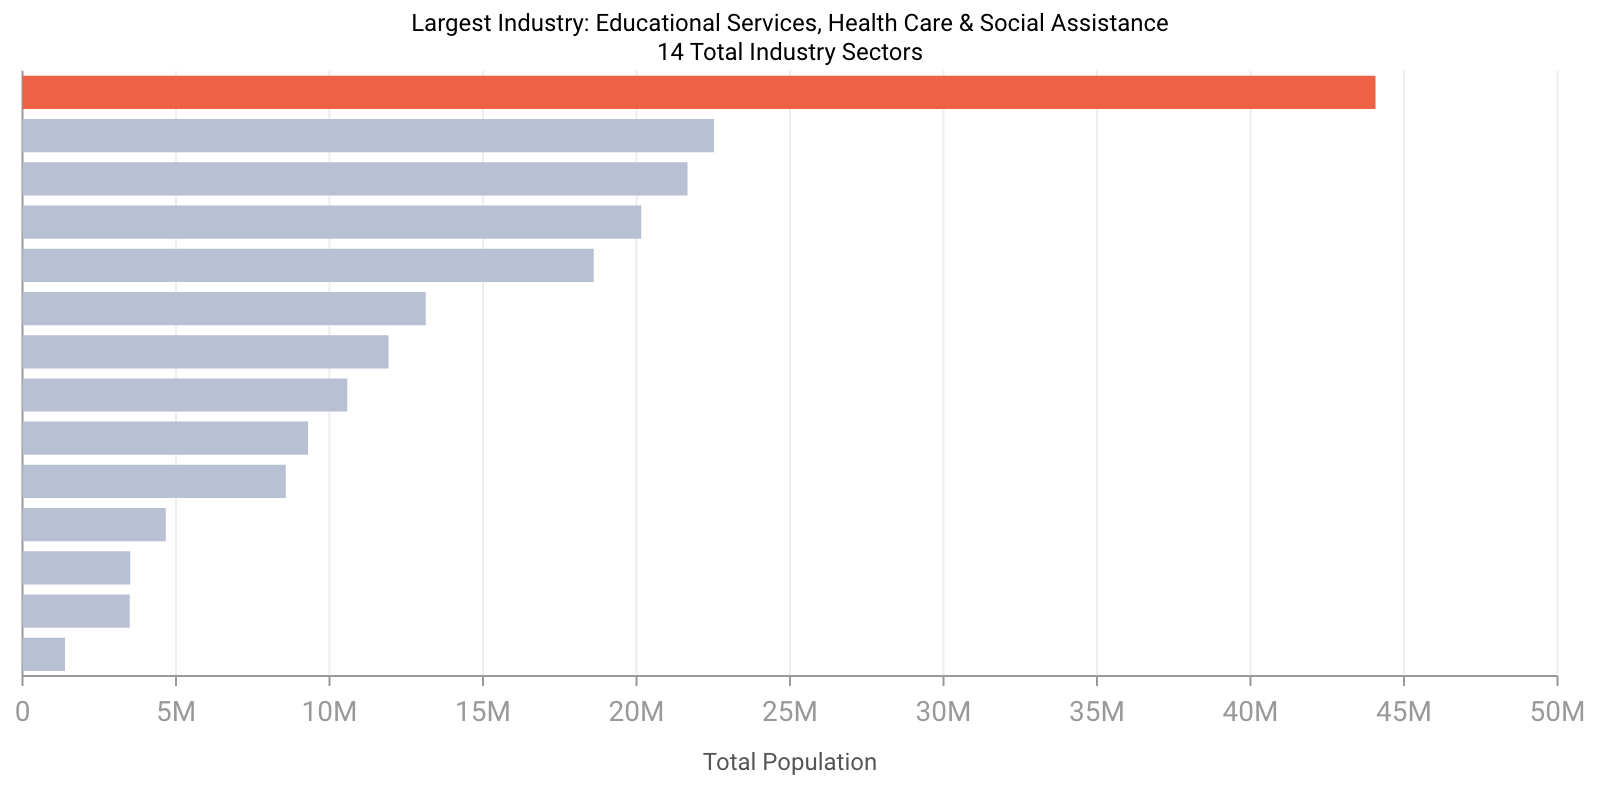 Largest Industry: Educational Services, Health Care & Social Assistance
14 Total Industry Sectors
0 5M 10M 15M 20M 25M 30M 35M 40M 45M 50M
Total Population